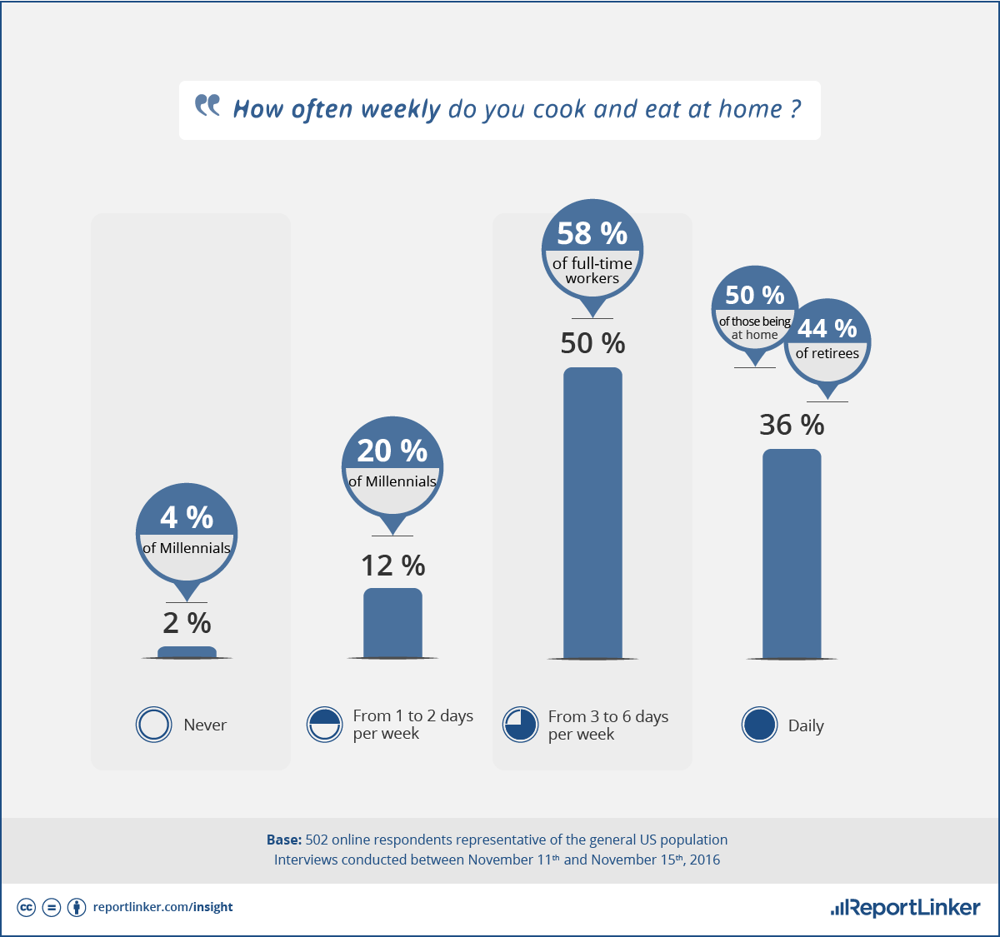 “ How often weekly do you cook and eat at home ?
4 %
of Millennials
2 %
Never
20 %
of Millennials
12 %
From 1 to 2 days
per week
58 %
of full-time
workers
50 %
From 3 to 6 days
per week
50 %
of those being
at home
44 %
of retirees
36 %
Daily
Base: 502 online respondents representative of the general US population
Interviews conducted between November 11th and November 15th, 2016
cc = reportlinker.com/insight
ReportLinker